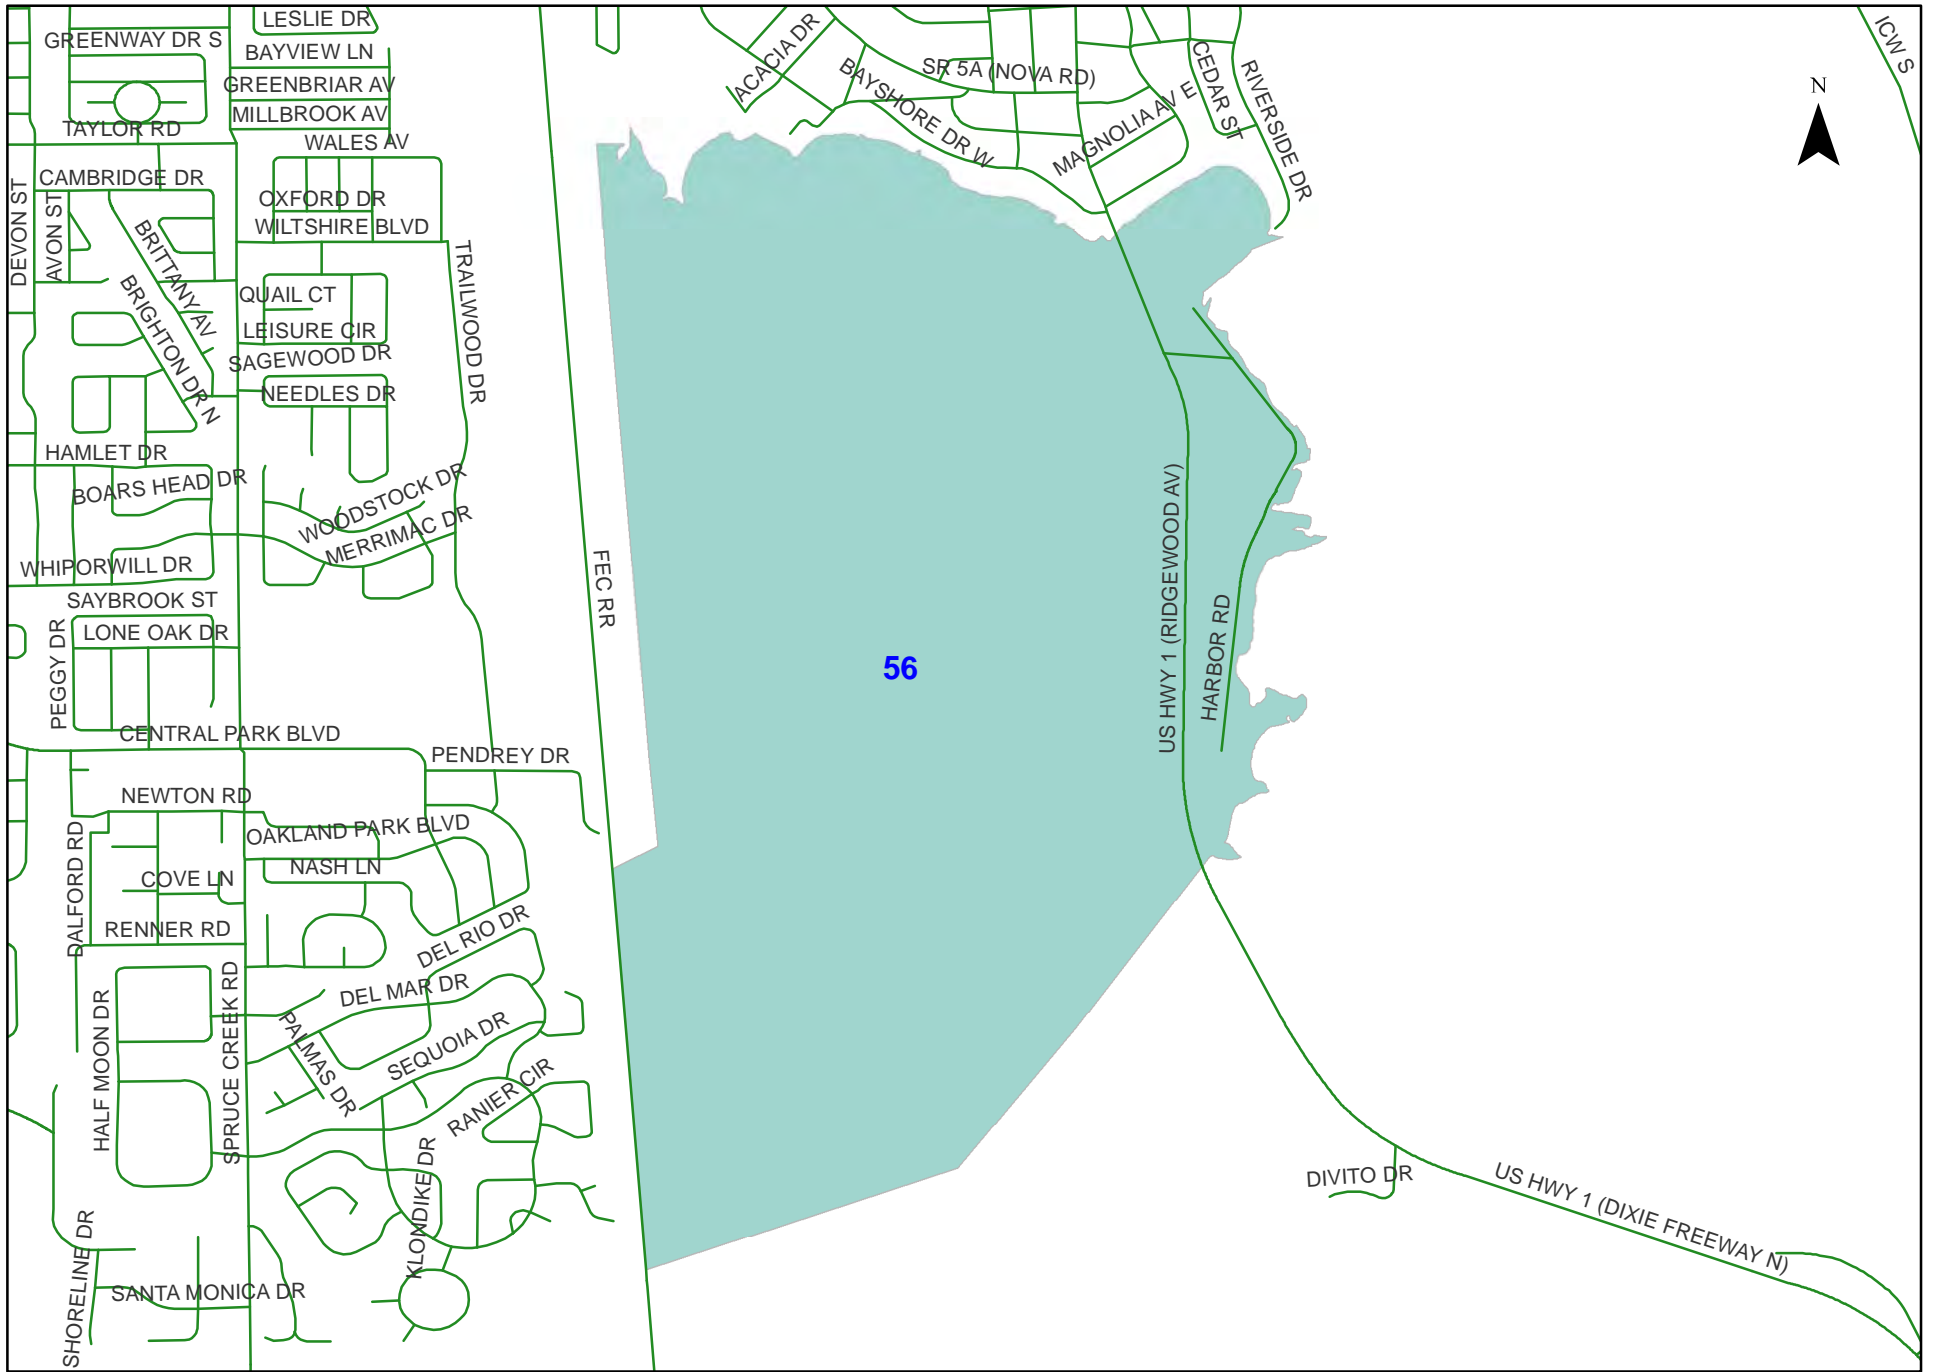 LESLIE DR
GREENWAY DR S
BAYVIEW LN
GREENBRIAR AV
MILLBROOK AV
TAYLOR RD
WALES AV
CAMBRIDGE DR
DEVON ST
AVON ST
OXFORD DR
WILTSHIRE BLVD
BRITTANY AV
BRIGHTON DR N
QUAIL CT
LEISURE CIR
SAGEWOOD DR
NEEDLES DR
TRAILWOOD DR
HAMLET DR
BOARS HEAD DR
WOODSTOCK DR
MERRIMAC DR
WHIPORWILL DR
SAYBROOK ST
LONE OAK DR
PEGGY DR
CENTRAL PARK BLVD
PENDREY DR
NEWTON RD
OAKLAND PARK BLVD
DALFORD RD
COVE LN
NASH LN
RENNER RD
DEL RIO DR
DEL MAR DR
HALF MOON DR
SPRUCE CREEK RD
PALMAS DR
SEQUOIA DR
RANIER CIR
KLONDIKE DR
SHORELINE DR
SANTA MONICA DR
FEC RR
ACACIA DR
BAYSHORE DR W
SR 5A (NOVA RD)
MAGNOLIA AV E
CEDAR ST
RIVERSIDE DR
ICW S
N
56
US HWY 1 (RIDGEWOOD AV)
HARBOR RD
DIVITO DR
US HWY 1 (DIXIE FREEWAY N)